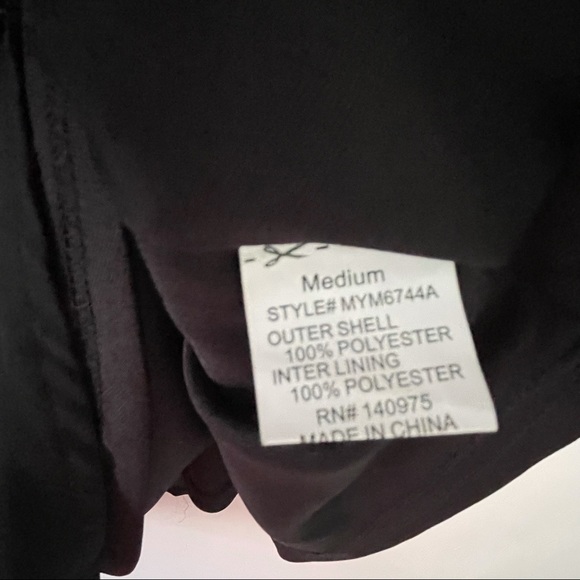 Medium
STYLE# MYM6744A
OUTER SHELL
100% POLYESTER
INTER LINING
100% POLYESTER
RN# 140975
MADE IN CHINA